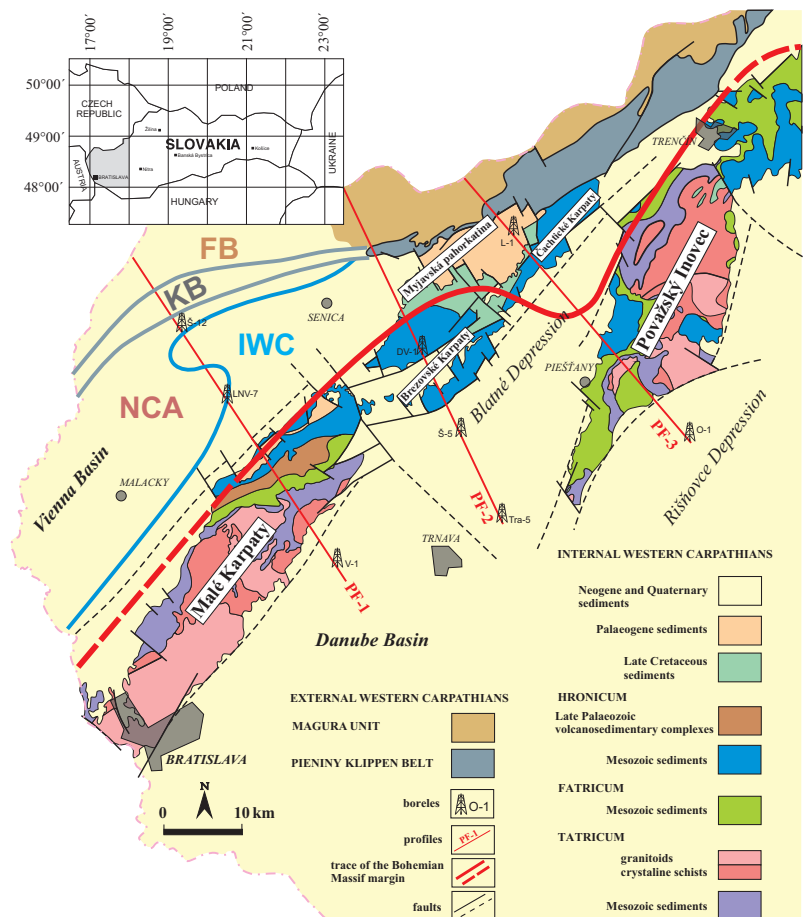 17°00´
19°00´
21°00´
23°00´
50°00´
49°00´
48°00´
POLAND
CZECH
REPUBLIC
Žilina
SLOVAKIA
Košice
Banská Bystrica
Nitra
BRATISLAVA
AUSTRIA
UKRAINE
HUNGARY
FB
KB
IWC
NCA
Š-12
LNV-7
SENICA
MALACKY
Vienna Basin
Myjavská pahorkatina
L-1
Čachtické Karpaty
TRENČÍN
Považský Inovec
DV-1
Brezovské Karpaty
Blatné Depression
PIEŠŤANY
Š-5
O-1
PF-3
Rišňovce Depression
PF-2
Tra-5
TRNAVA
V-1
PF-1
Malé Karpaty
Danube Basin
BRATISLAVA
N
0 10 km
EXTERNAL WESTERN CARPATHIANS
MAGURA UNIT
PIENINY KLIPPEN BELT
boreles
O-1
profiles
PF-1
trace of the Bohemian
Massif margin
faults
INTERNAL WESTERN CARPATHIANS
Neogene and Quaternary
sediments
Palaeogene sediments
Late Cretaceous
sediments
HRONICUM
Late Palaeozoic
volcanosedimentary complexes
Mesozoic sediments
FATRICUM
Mesozoic sediments
TATRICUM
granitoids
crystaline schists
Mesozoic sediments